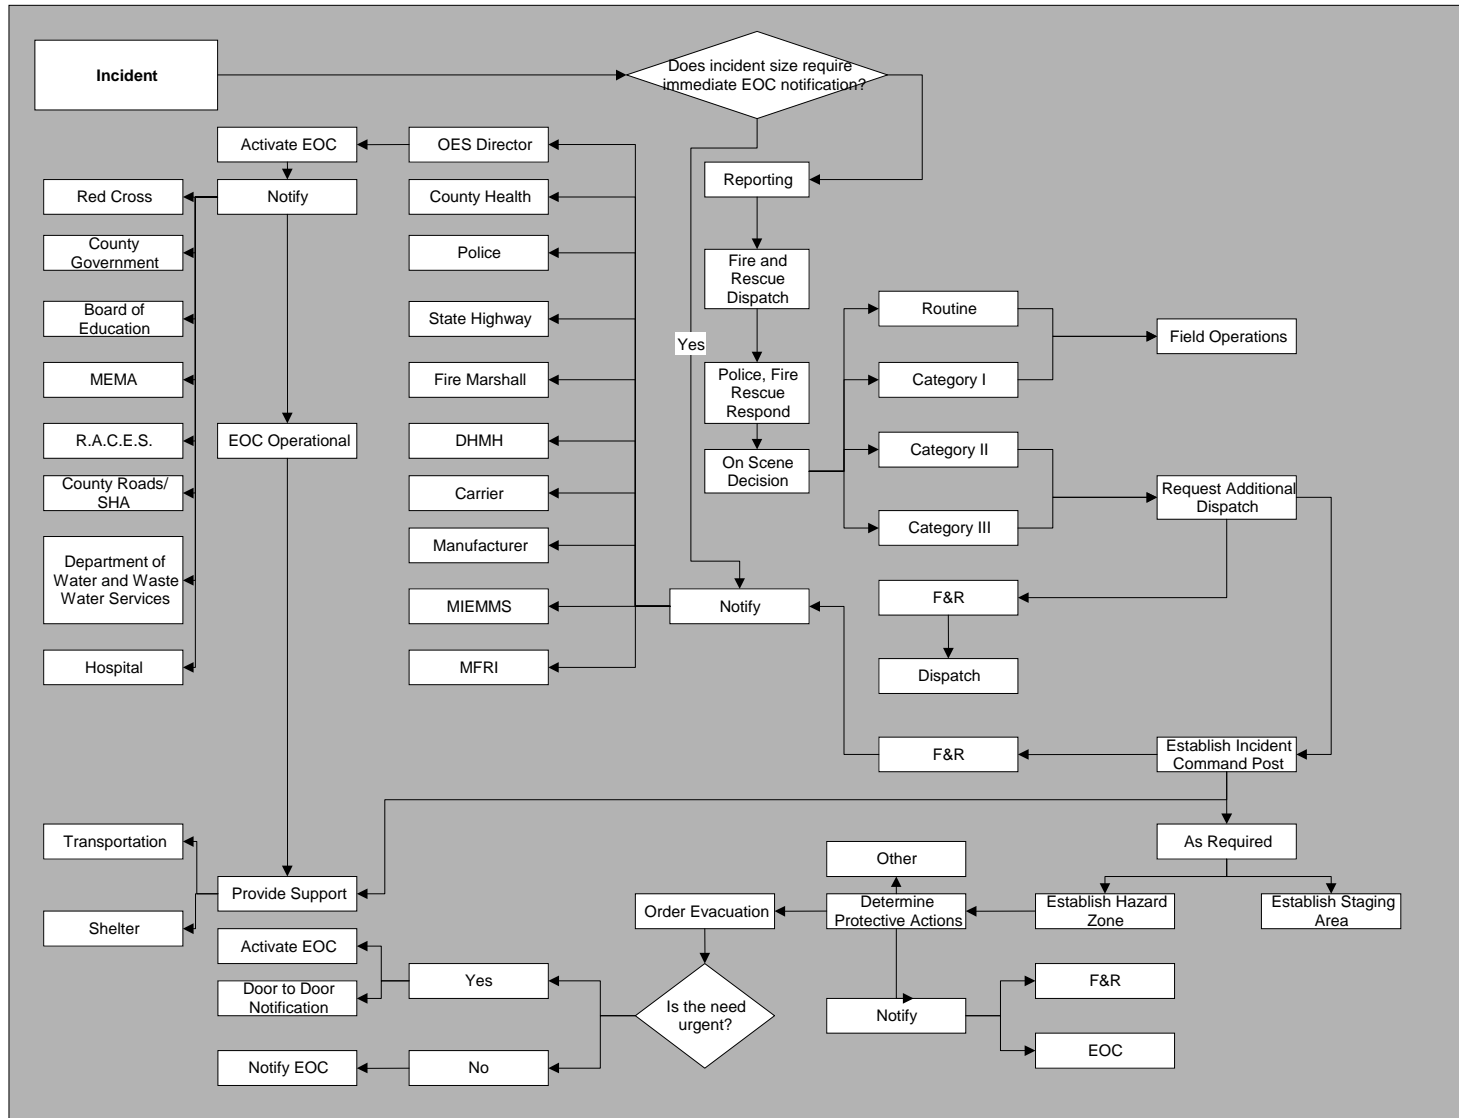 Incident
Does incident size require
immediate EOC notification?
Activate EOC
OES Director
Reporting
Red Cross
Notify
County Health
County
Government
Police
Fire and
Rescue
Dispatch
Board of
Education
State Highway
Routine
Field Operations
Yes
MEMA
Fire Marshall
Police, Fire
Rescue
Respond
Category I
R.A.C.E.S.
EOC Operational
DHMH
On Scene
Decision
Category II
County Roads/
SHA
Carrier
Request Additional
Dispatch
Category III
Department of
Water and Waste
Water Services
Manufacturer
MIEMMS
Notify
F&R
Hospital
MFRI
Dispatch
F&R
Establish Incident
Command Post
Transportation
As Required
Other
Provide Support
Order Evacuation
Determine
Protective Actions
Establish Hazard
Zone
Establish Staging
Area
Shelter
Activate EOC
Yes
F&R
Door to Door
Notification
Is the need
urgent?
Notify
EOC
Notify EOC
No